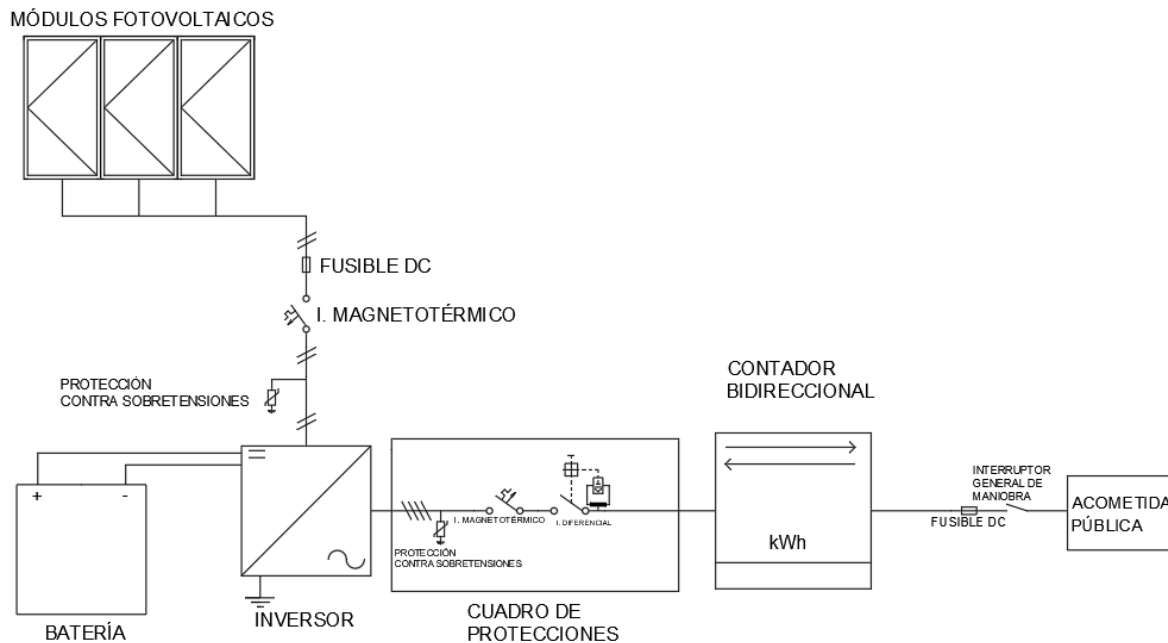 MÓDULOS FOTOVOLTAICOS
FUSIBLE DC
I. MAGNETOTÉRMICO
PROTECCIÓN
CONTRA SOBRETENSIONES
CONTADOR
BIDIRECCIONAL
+ -
I. MAGNETOTÉRMICO
I. DIFERENCIAL
PROTECCIÓN
CONTRA SOBRETENSIONES
kWh
INTERRUPTOR
GENERAL DE
MANIOBRA
FUSIBLE DC
ACOMETIDA
PÚBLICA
BATERÍA
INVERSOR
CUADRO DE
PROTECCIONES